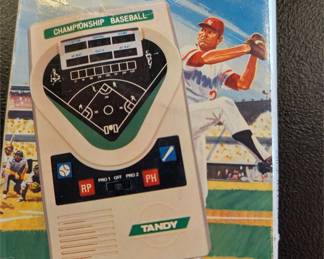 CHAMPIONSHIP BASEBALL
RP
PRO 1 OFF PRO 2
PH
TANDY